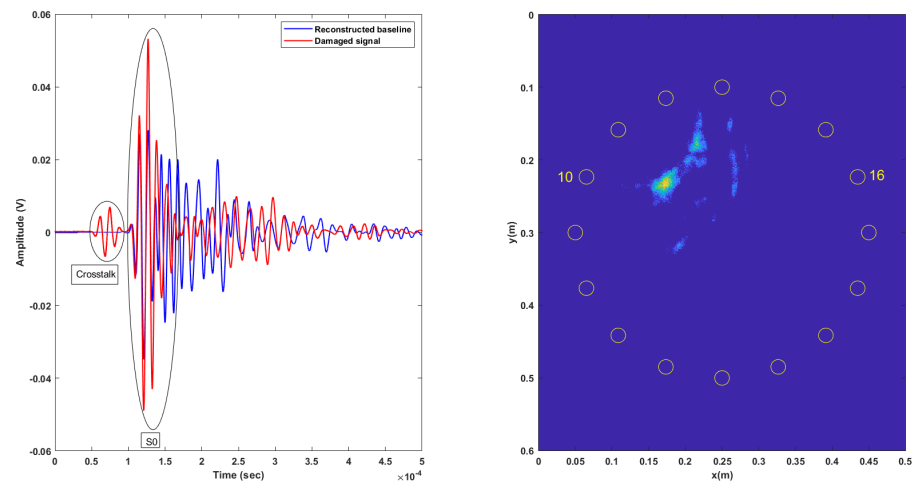 0.06
0.04
0.02
0
-0.02
-0.04
-0.06
Amplitude (V)
Reconstructed baseline
Damaged signal
Crosstalk
S0
0 0.5 1 1.5 2 2.5 3 3.5 4 4.5 5
Time (sec)
×10⁻⁴
0
0.1
0.2
0.3
0.4
0.5
0.6
y(m)
10
16
0 0.05 0.1 0.15 0.2 0.25 0.3 0.35 0.4 0.45 0.5
x(m)